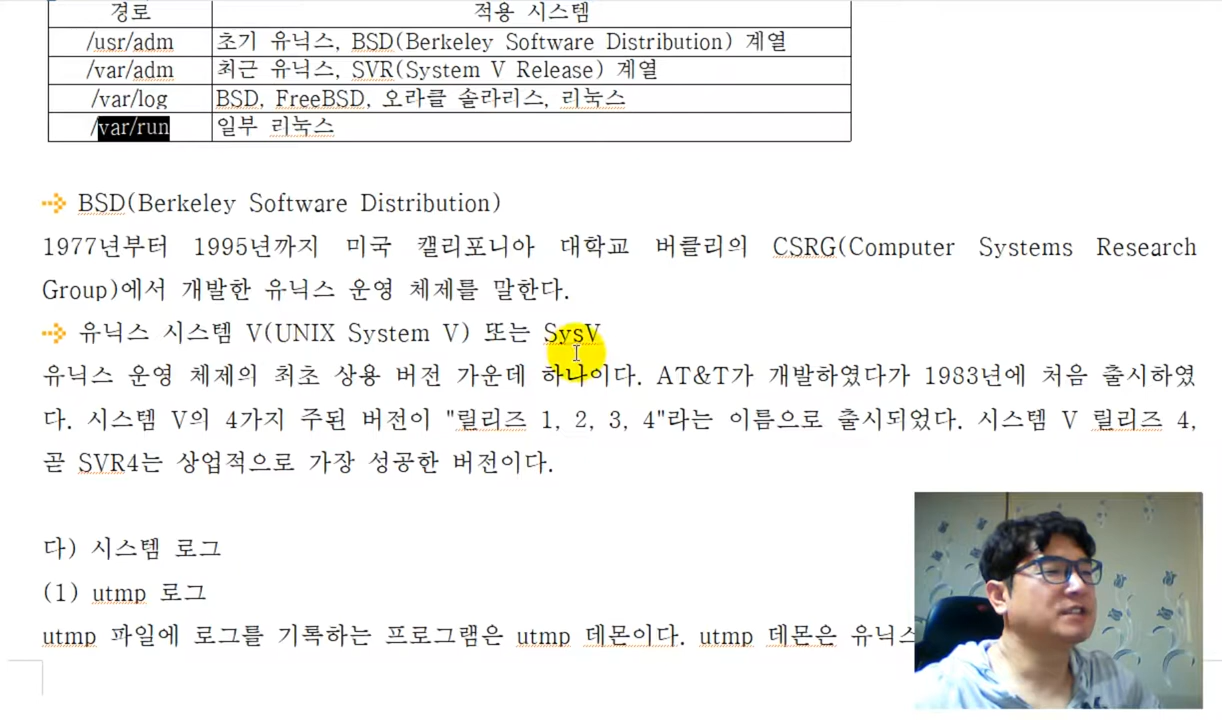 경로 적용 시스템
/usr/adm 초기 유닉스, BSD(Berkeley Software Distribution) 계열
/var/adm 최근 유닉스, SVR(System V Release) 계열
/var/log BSD, FreeBSD, 오라클 솔라리스, 리눅스
/var/run 일부 리눅스
BSD(Berkeley Software Distribution)
1977년부터 1995년까지 미국 캘리포니아 대학교 버클리의 CSRG(Computer Systems Research
Group)에서 개발한 유닉스 운영 체제를 말한다.
유닉스 시스템 V(UNIX System V) 또는 SysV
유닉스 운영 체제의 최초 상용 버전 가운데 하나이다. AT&T가 개발하였다가 1983년에 처음 출시하였
다. 시스템 V의 4가지 주된 버전이 "릴리즈 1, 2, 3, 4"라는 이름으로 출시되었다. 시스템 V 릴리즈 4,
곧 SVR4는 상업적으로 가장 성공한 버전이다.
다) 시스템 로그
(1) utmp 로그
utmp 파일에 로그를 기록하는 프로그램은 utmp 데몬이다. utmp 데몬은 유닉스